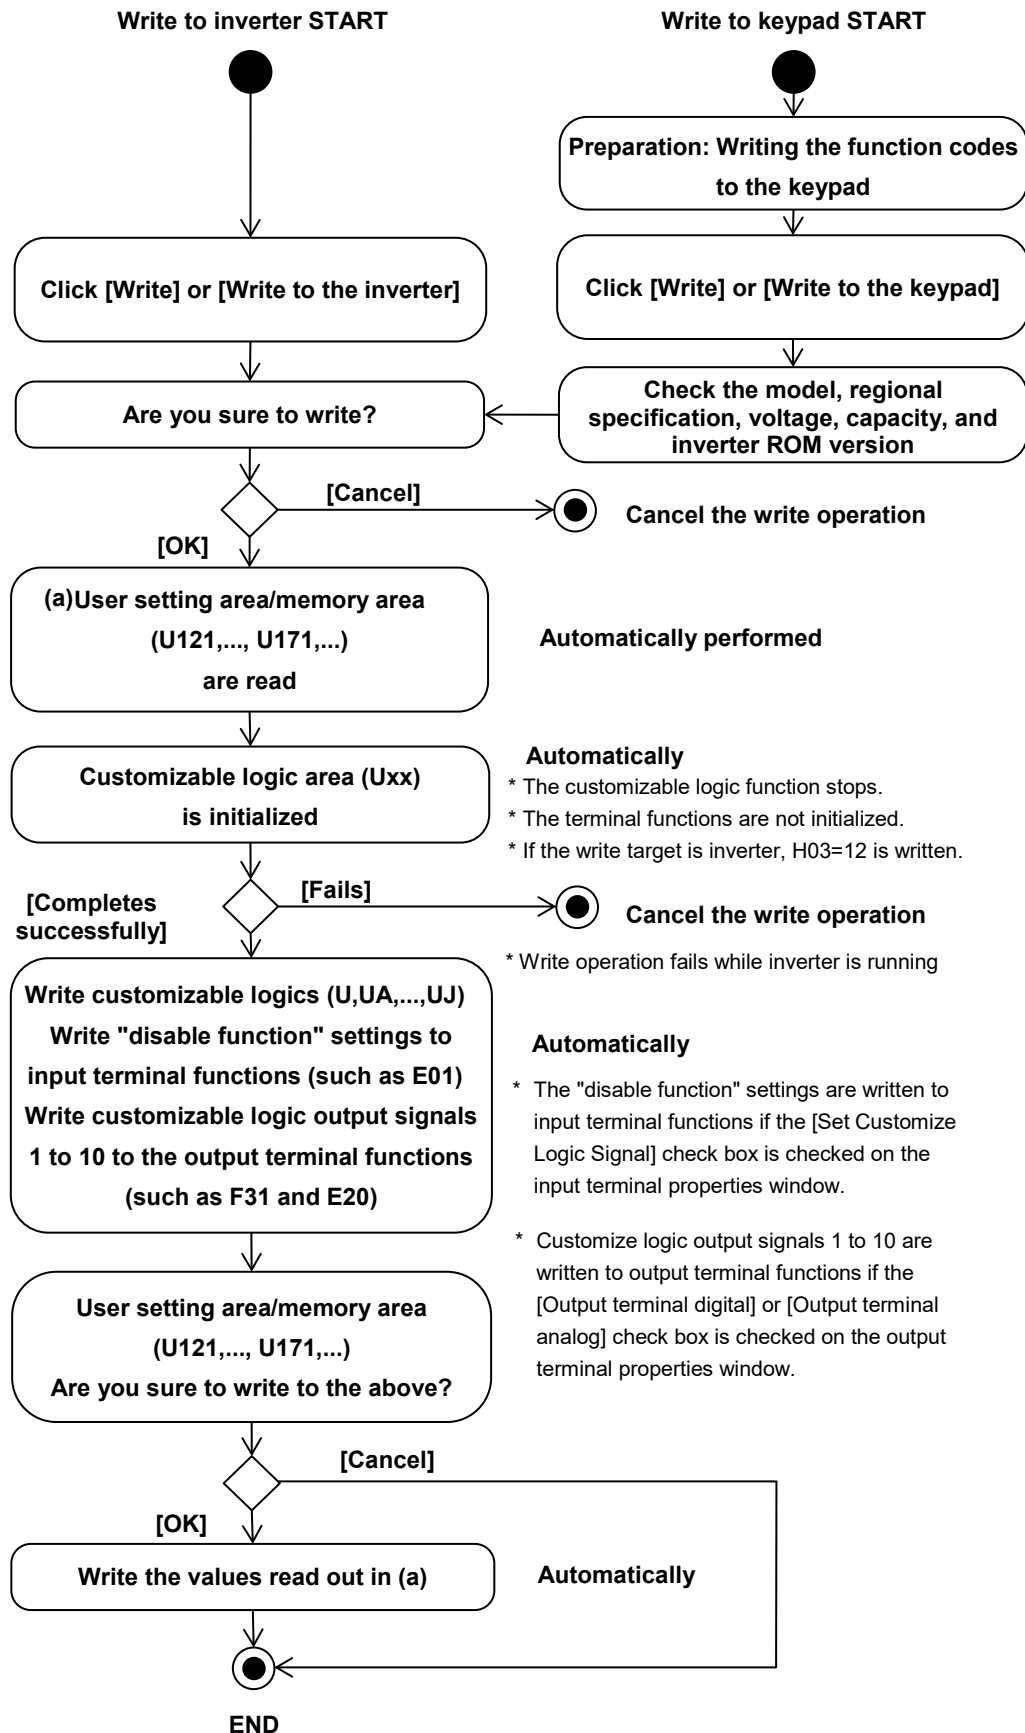 Write to inverter START
Write to keypad START
Preparation: Writing the function codes
to the keypad
Click [Write] or [Write to the inverter]
Click [Write] or [Write to the keypad]
Are you sure to write?
Check the model, regional
specification, voltage, capacity, and
inverter ROM version
[Cancel]
Cancel the write operation
[OK]
(a)User setting area/memory area
(U121,..., U171,...)
are read
Automatically performed
Customizable logic area (Uxx)
is initialized
Automatically
* The customizable logic function stops.
* The terminal functions are not initialized.
* If the write target is inverter, H03=12 is written.
[Completes
successfully]
[Fails]
Cancel the write operation
* Write operation fails while inverter is running
Write customizable logics (U,UA,...,UJ)
Write "disable function" settings to
input terminal functions (such as E01)
Write customizable logic output signals
1 to 10 to the output terminal functions
(such as F31 and E20)
Automatically
* The "disable function" settings are written to
input terminal functions if the [Set Customize
Logic Signal] check box is checked on the
input terminal properties window.
* Customize logic output signals 1 to 10 are
written to output terminal functions if the
[Output terminal digital] or [Output terminal
analog] check box is checked on the output
terminal properties window.
User setting area/memory area
(U121,..., U171,...)
Are you sure to write to the above?
[Cancel]
[OK]
Write the values read out in (a)
Automatically
END